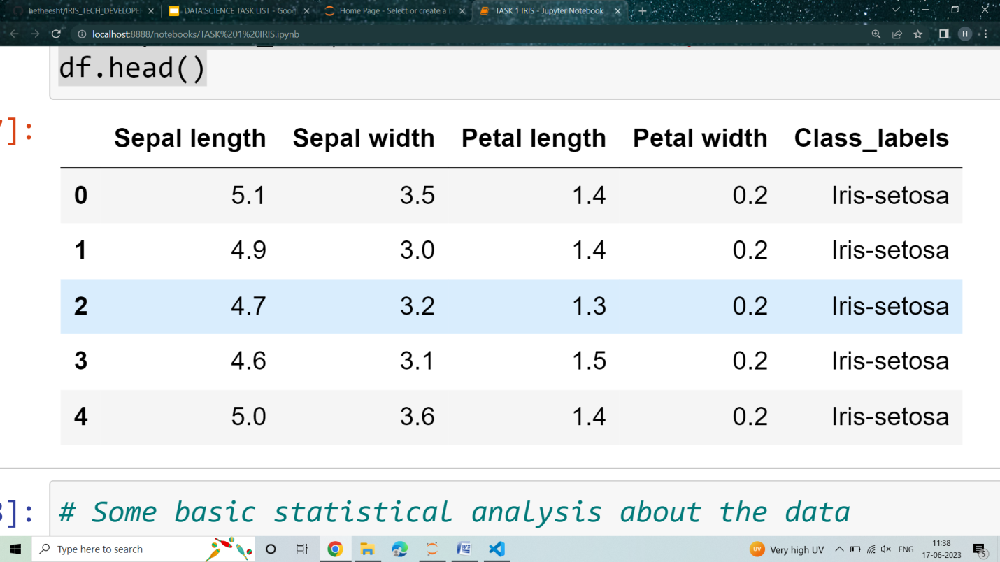 hetheesht/IRIS_TECH_DEVELOPE DATA SCIENCE TASK LIST - Goog Home Page - Select or create a TASK 1 IRIS - Jupyter Notebook
localhost:8888/notebooks/TASK%201%20IRIS.ipynb H
df.head()
]:
Sepal length Sepal width Petal length Petal width Class_labels
0 5.1 3.5 1.4 0.2 Iris-setosa
1 4.9 3.0 1.4 0.2 Iris-setosa
2 4.7 3.2 1.3 0.2 Iris-setosa
3 4.6 3.1 1.5 0.2 Iris-setosa
4 5.0 3.6 1.4 0.2 Iris-setosa
]: # Some basic statistical analysis about the data
Type here to search UV Very high UV ENG 11:38
17-06-2023 5